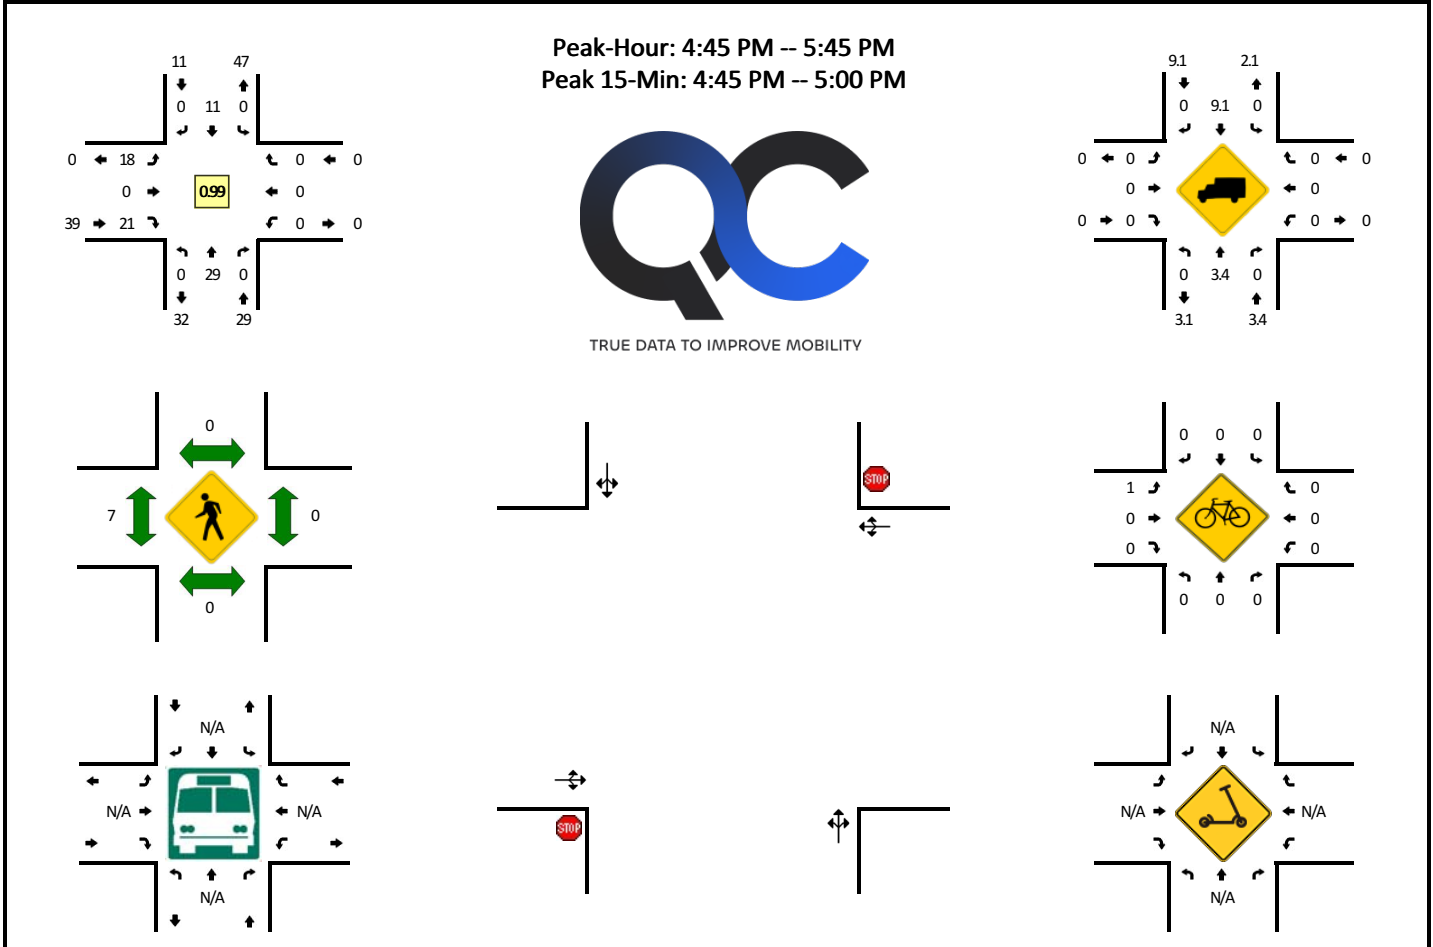 Peak-Hour: 4:45 PM -- 5:45 PM
Peak 15-Min: 4:45 PM -- 5:00 PM
11 47
0 11 0
0 18 0 0
0 0.99 0
39 21 0 0
0 29 0
32 29
QC
TRUE DATA TO IMPROVE MOBILITY
9.1 2.1
0 9.1 0
0 0 0 0
0 0
0 0 0 0
0 3.4 0
3.1 3.4
0
7 0
0
STOP
STOP
0 0 0
1 0
0 0
0 0
0 0 0
N/A
N/A N/A
N/A
N/A
N/A N/A
N/A